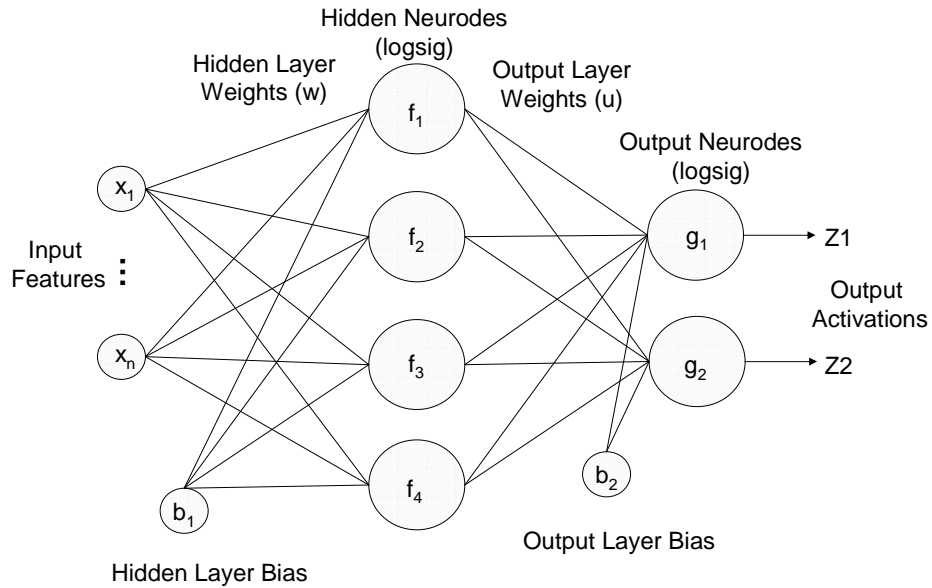 Hidden Neurodes
(logsig)
Hidden Layer
Weights (w)
Output Layer
Weights (u)
Output Neurodes
(logsig)
Input
Features
x1
⋮
xn
b1
Hidden Layer Bias
f1
f2
f3
f4
g1
g2
b2
Output Layer Bias
Z1
Output
Activations
Z2